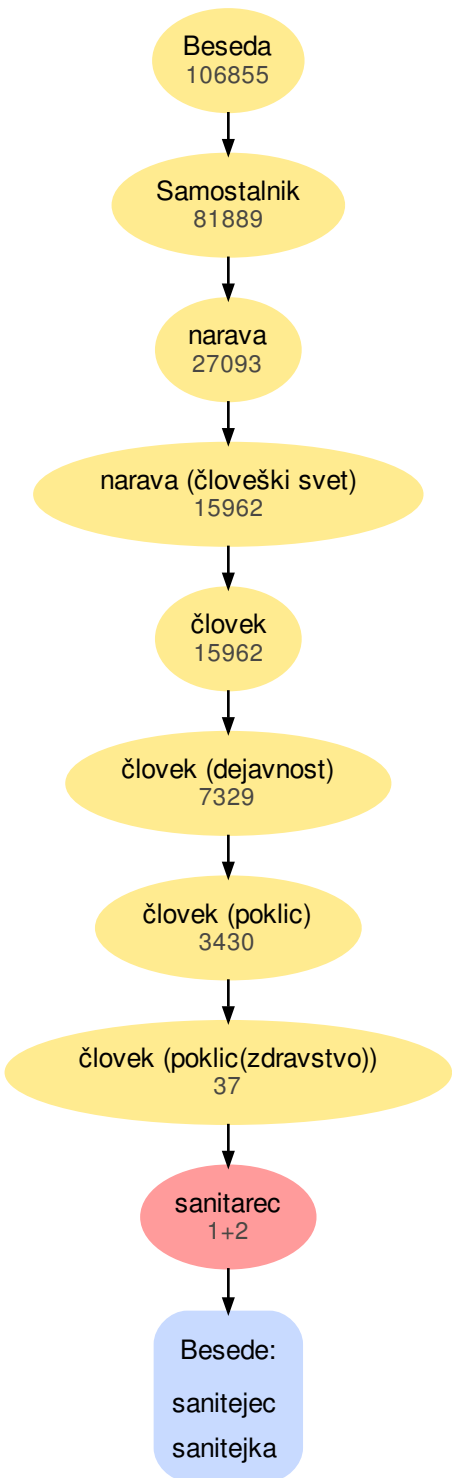 Beseda
106855
Samostalnik
81889
narava
27093
narava (človeški svet)
15962
človek
15962
človek (dejavnost)
7329
človek (poklic)
3430
človek (poklic(zdravstvo))
37
sanitarec
1+2
Besede:
sanitejec
sanitejka